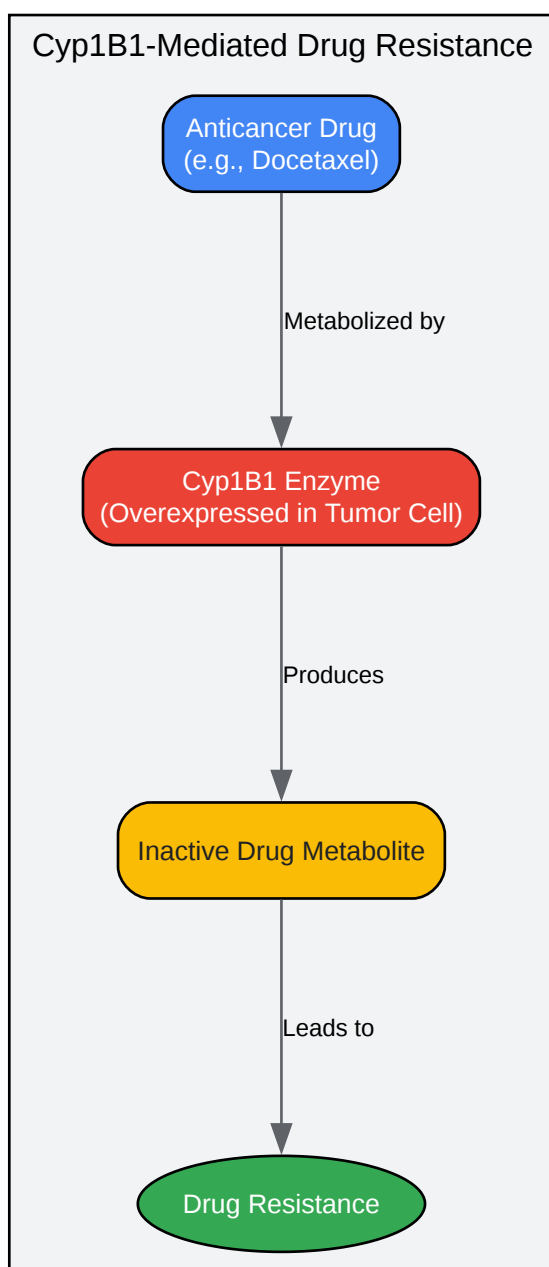 Cyp1B1-Mediated Drug Resistance
Anticancer Drug
(e.g., Docetaxel)
Metabolized by
Cyp1B1 Enzyme
(Overexpressed in Tumor Cell)
Produces
Inactive Drug Metabolite
Leads to
Drug Resistance